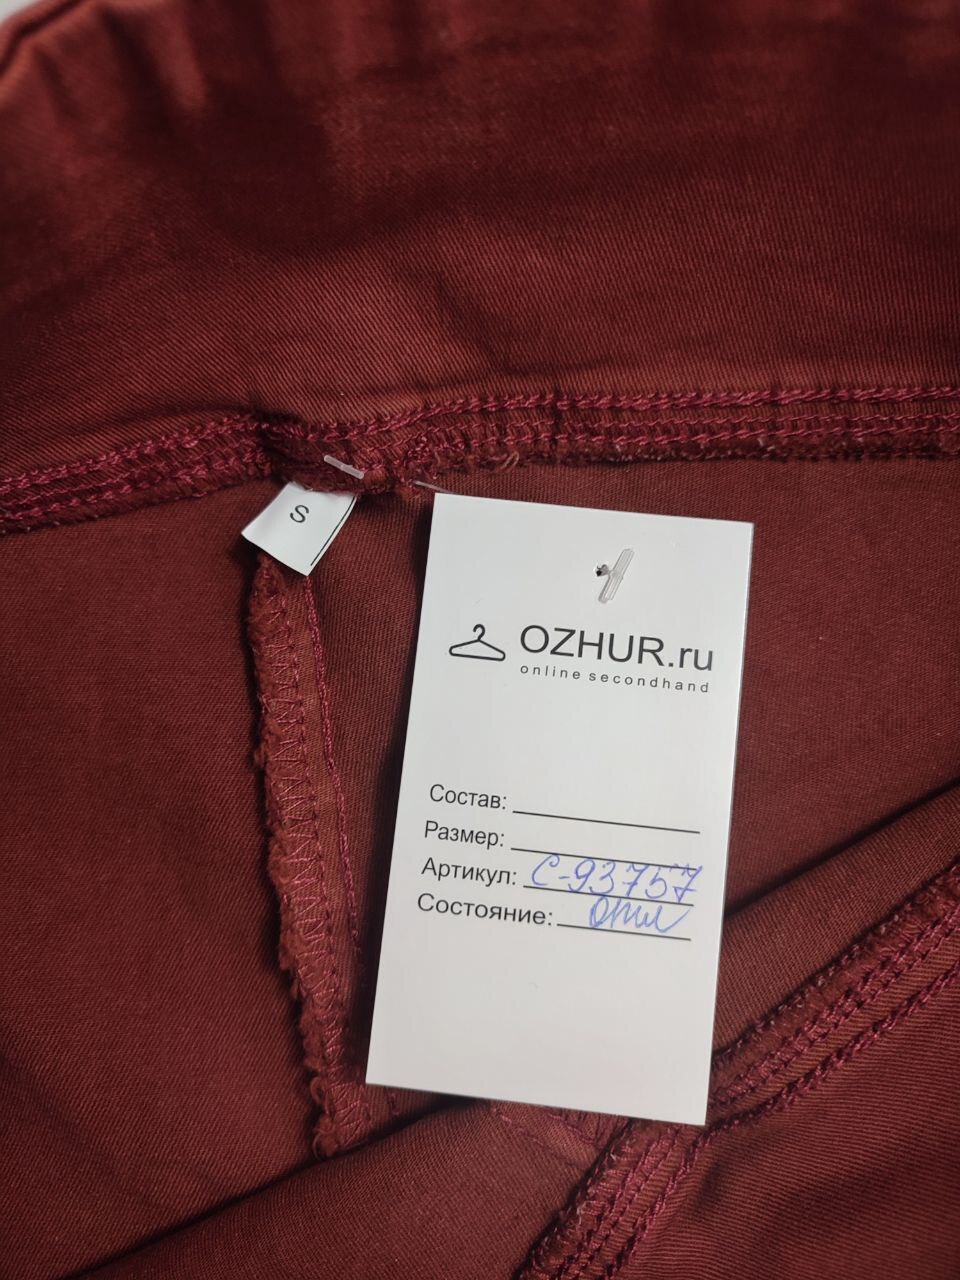 S
OZHUR.ru
online secondhand
Состав:
Размер:
Артикул: С-93757
Состояние: отл